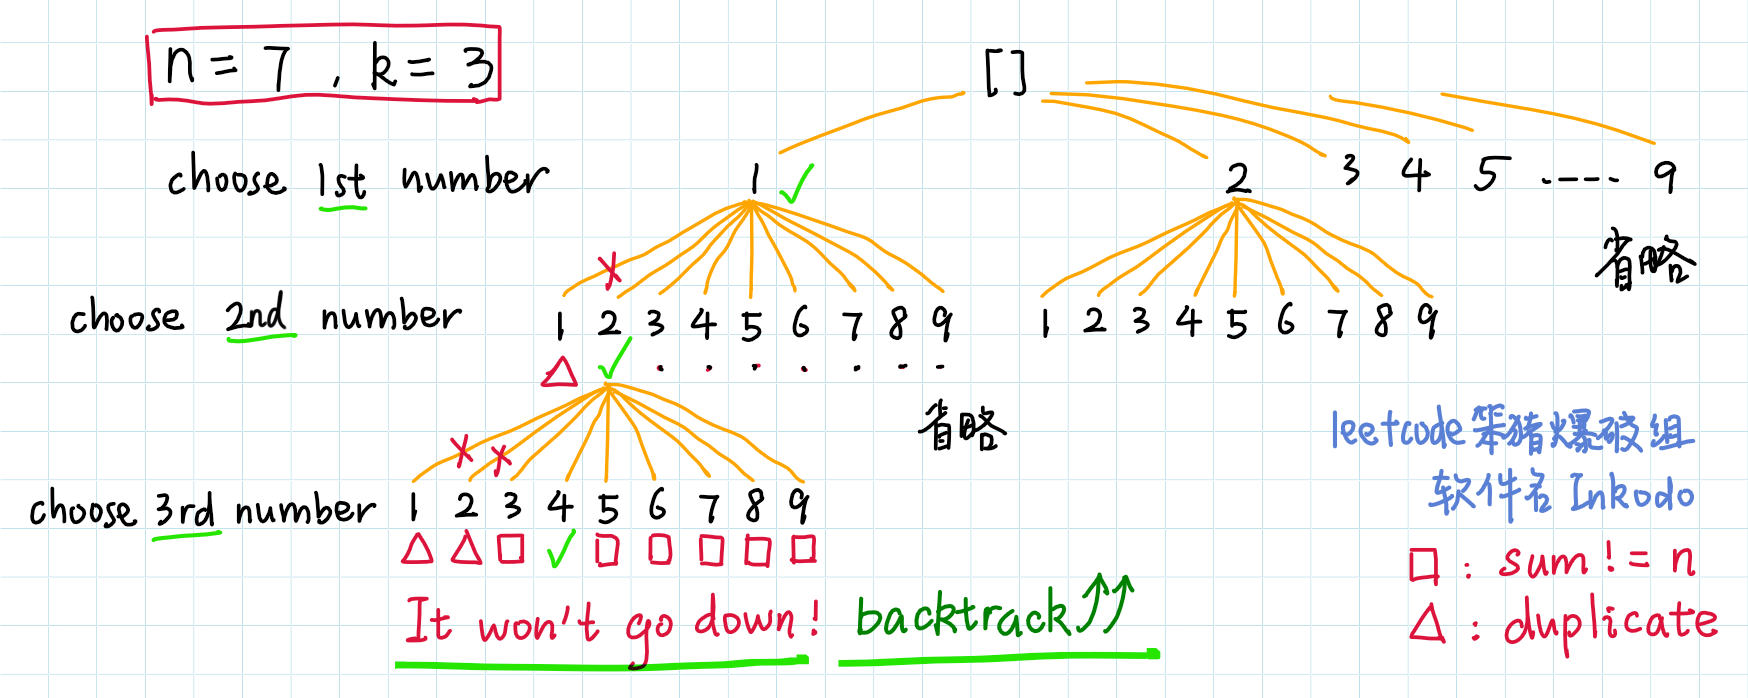 n = 7 , k = 3
[ ]
choose 1st number
1 2 3 4 5 ..---- 9
省略
choose 2nd number
1 2 3 4 5 6 7 8 9 1 2 3 4 5 6 7 8 9
. . . . . . .
省略
leetcode 笨猪爆破组
软件名 Inkodo
choose 3rd number 1 2 3 4 5 6 7 8 9
□ : sum != n
It won't go down! backtrack
△ : duplicate